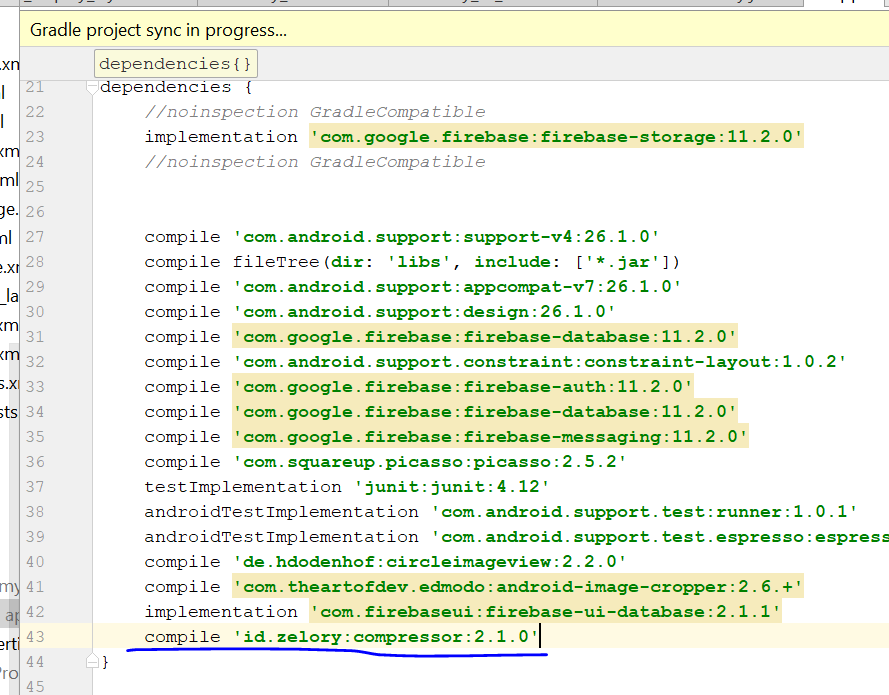 Gradle project sync in progress...
dependencies{}
21 dependencies {
22 //noinspection GradleCompatible
23 implementation 'com.google.firebase:firebase-storage:11.2.0'
24 //noinspection GradleCompatible
25
26
27 compile 'com.android.support:support-v4:26.1.0'
28 compile fileTree(dir: 'libs', include: ['*.jar'])
29 compile 'com.android.support:appcompat-v7:26.1.0'
30 compile 'com.android.support:design:26.1.0'
31 compile 'com.google.firebase:firebase-database:11.2.0'
32 compile 'com.android.support.constraint:constraint-layout:1.0.2'
33 compile 'com.google.firebase:firebase-auth:11.2.0'
34 compile 'com.google.firebase:firebase-database:11.2.0'
35 compile 'com.google.firebase:firebase-messaging:11.2.0'
36 compile 'com.squareup.picasso:picasso:2.5.2'
37 testImplementation 'junit:junit:4.12'
38 androidTestImplementation 'com.android.support.test:runner:1.0.1'
39 androidTestImplementation 'com.android.support.test.espresso:espress
40 compile 'de.hdodenhof:circleimageview:2.2.0'
41 compile 'com.theartofdev.edmodo:android-image-cropper:2.6.+'
42 implementation 'com.firebaseui:firebase-ui-database:2.1.1'
43 compile 'id.zelory:compressor:2.1.0'
44 }
45